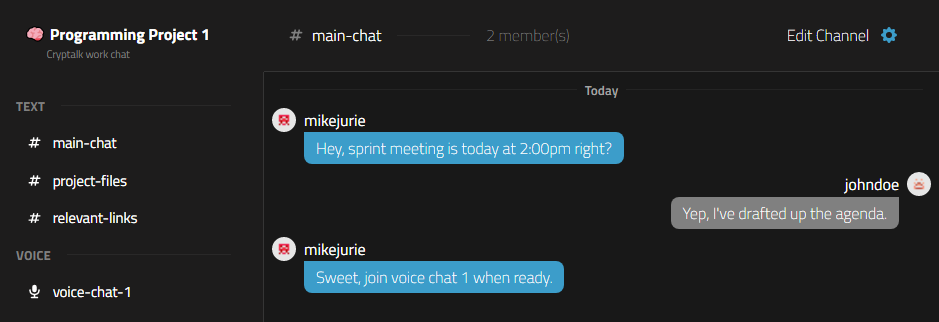 Programming Project 1
Cryptalk work chat
TEXT
# main-chat
# project-files
# relevant-links
VOICE
voice-chat-1
# main-chat
2 member(s)
Edit Channel
Today
mikejurie
Hey, sprint meeting is today at 2:00pm right?
johndoe
Yep, I've drafted up the agenda.
mikejurie
Sweet, join voice chat 1 when ready.